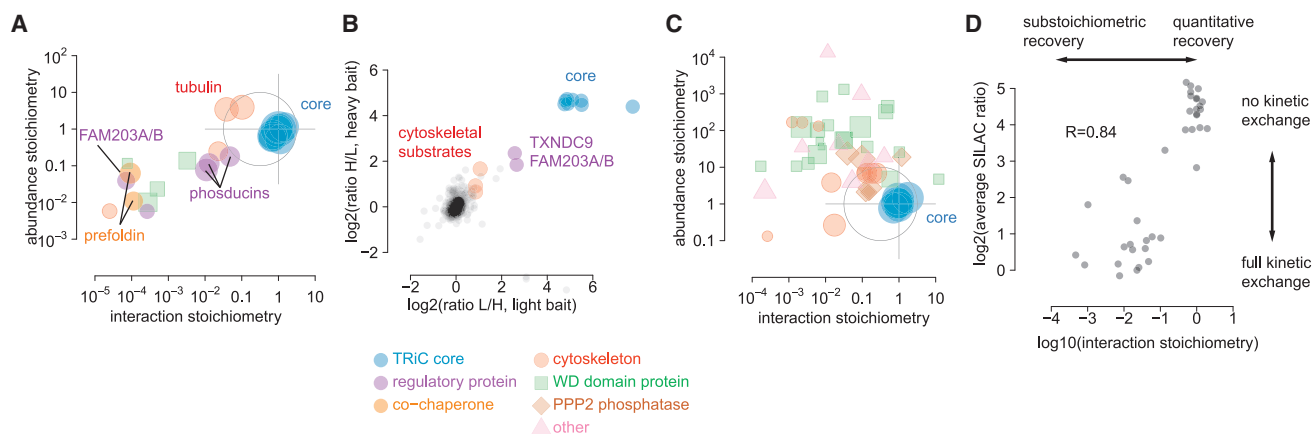 A
abundance stoichiometry
10²
10
1
0.1
10⁻²
10⁻³
tubulin
core
FAM203A/B
phosducins
prefoldin
10⁻⁵
10⁻⁴
10⁻³
10⁻²
0.1
1
10
interaction stoichiometry
B
log2(ratio H/L, heavy bait)
6
4
2
0
−2
core
cytoskeletal
substrates
TXNDC9
FAM203A/B
−2
0
2
4
6
log2(ratio L/H, light bait)
C
abundance stoichiometry
10⁴
10³
10²
10
1
0.1
core
10⁻⁴
10⁻³
10⁻²
0.1
1
10
interaction stoichiometry
D
substoichiometric
recovery
quantitative
recovery
log2(average SILAC ratio)
5
4
3
2
1
0
R=0.84
no kinetic
exchange
full kinetic
exchange
−4
−3
−2
−1
0
1
log10(interaction stoichiometry)
TRiC core
regulatory protein
co−chaperone
cytoskeleton
WD domain protein
PPP2 phosphatase
other